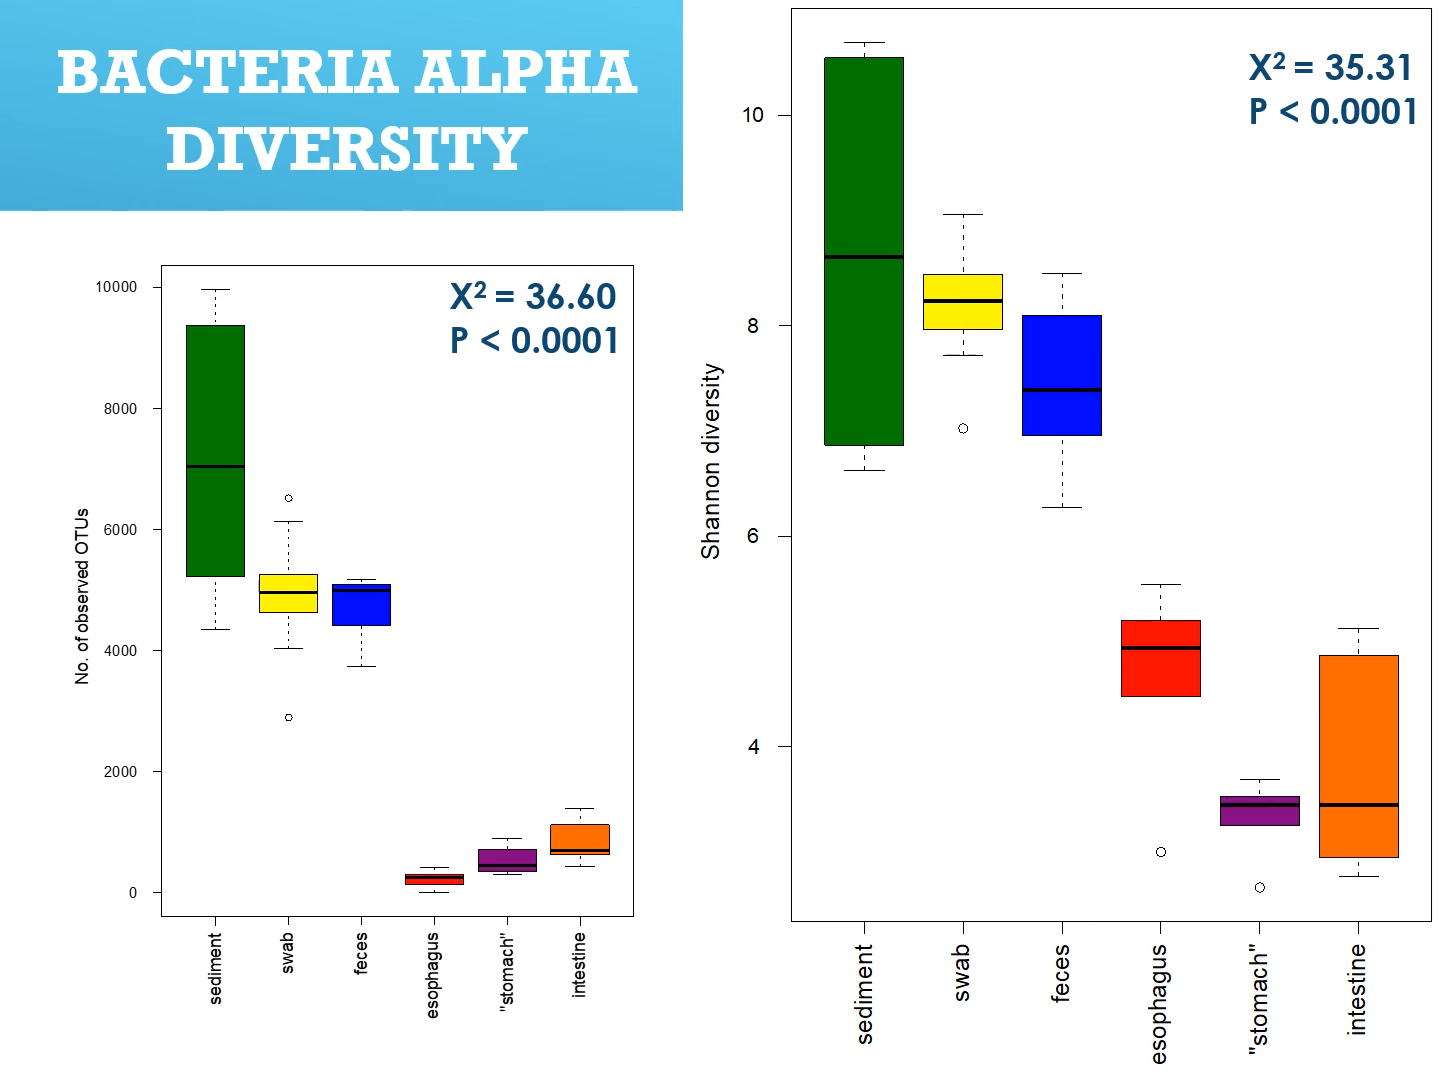 BACTERIA ALPHA
DIVERSITY
X² = 36.60
P < 0.0001
No. of observed OTUs
10000
8000
6000
4000
2000
0
sediment
swab
feces
esophagus
"stomach"
intestine
X² = 35.31
P < 0.0001
Shannon diversity
10
8
6
4
sediment
swab
feces
esophagus
"stomach"
intestine